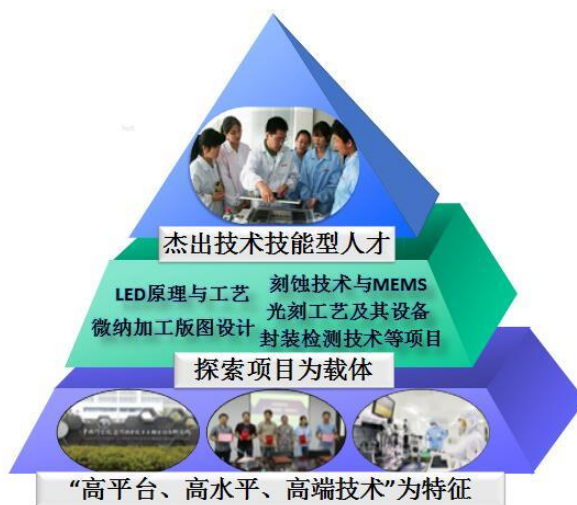 杰出技术技能型人才
LED原理与工艺
微纳加工版图设计
刻蚀技术与MEMS
光刻工艺及其设备
封装检测技术等项目
探索项目为载体
“高平台、高水平、高端技术”为特征